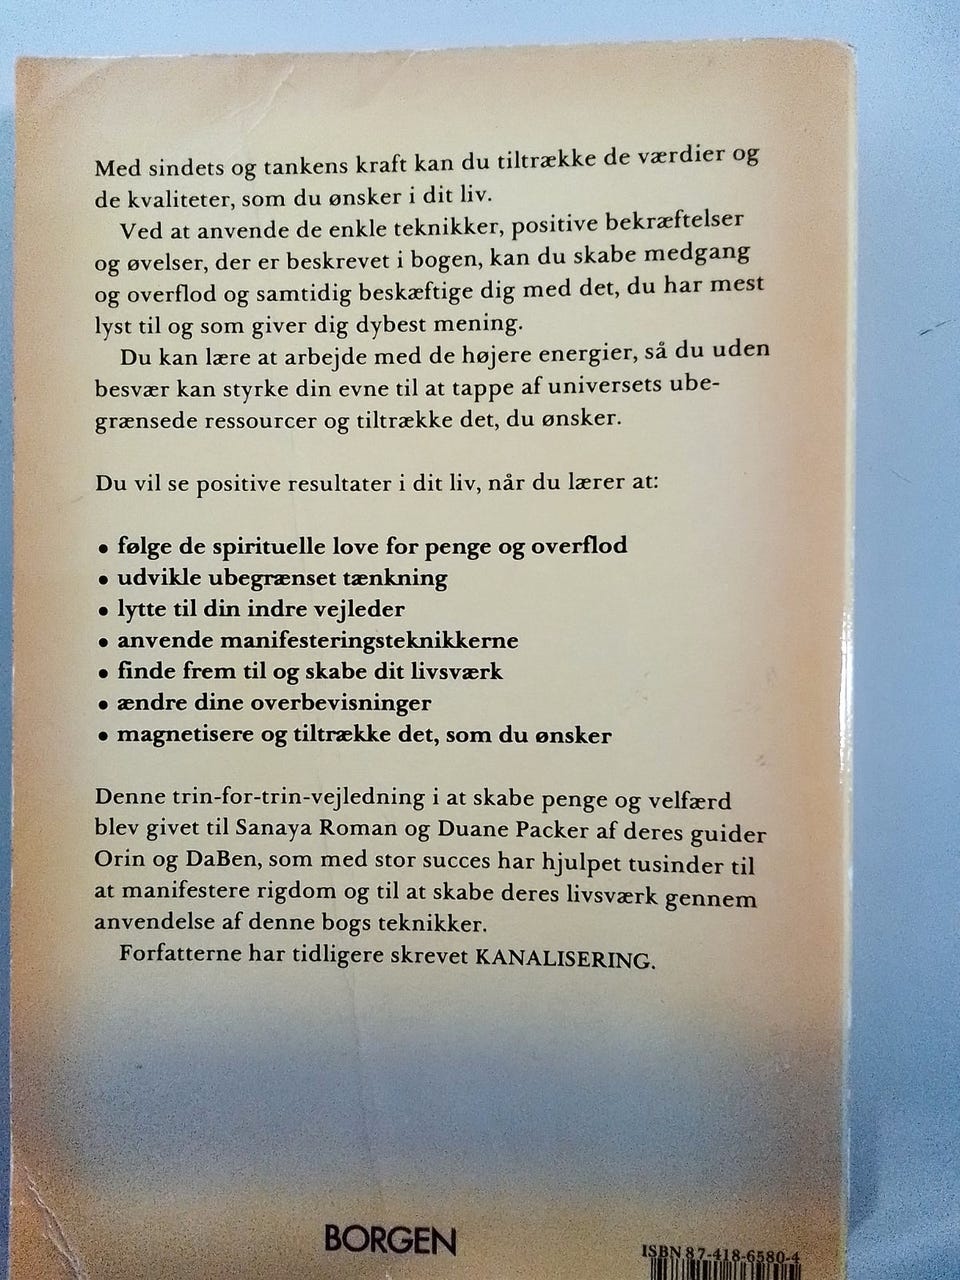 Med sindets og tankens kraft kan du tiltrække de værdier og
de kvaliteter, som du ønsker i dit liv.
Ved at anvende de enkle teknikker, positive bekræftelser
og øvelser, der er beskrevet i bogen, kan du skabe medgang
og overflod og samtidig beskæftige dig med det, du har mest
lyst til og som giver dig dybest mening.
Du kan lære at arbejde med de højere energier, så du uden
besvær kan styrke din evne til at tappe af universets ube-
grænsede ressourcer og tiltrække det, du ønsker.
Du vil se positive resultater i dit liv, når du lærer at:
• følge de spirituelle love for penge og overflod
• udvikle ubegrænset tænkning
• lytte til din indre vejleder
• anvende manifesteringsteknikkerne
• finde frem til og skabe dit livsværk
• ændre dine overbevisninger
• magnetisere og tiltrække det, som du ønsker
Denne trin-for-trin-vejledning i at skabe penge og velfærd
blev givet til Sanaya Roman og Duane Packer af deres guider
Orin og DaBen, som med stor succes har hjulpet tusinder til
at manifestere rigdom og til at skabe deres livsværk gennem
anvendelse af denne bogs teknikker.
Forfatterne har tidligere skrevet KANALISERING.
BORGEN
ISBN 87-418-6580-4